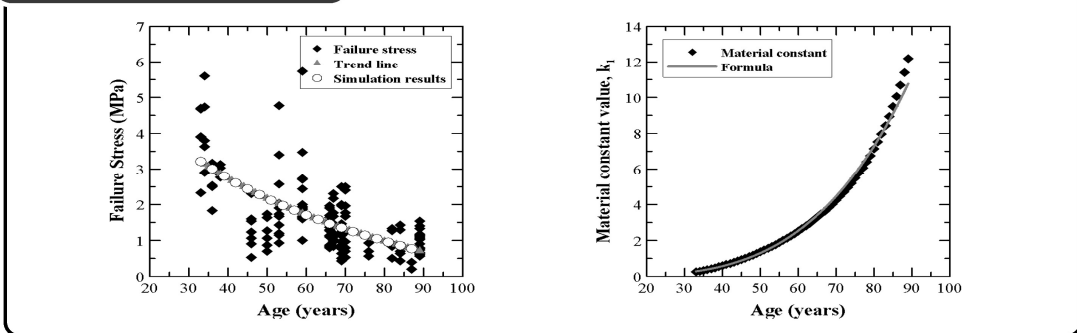 7
6
5
4
3
2
1
0
Failure Stress (MPa)
Failure stress
Trend line
Simulation results
20 30 40 50 60 70 80 90 100
Age (years)
14
12
10
8
6
4
2
0
Material constant value, k₁
Material constant
Formula
20 30 40 50 60 70 80 90 100
Age (years)